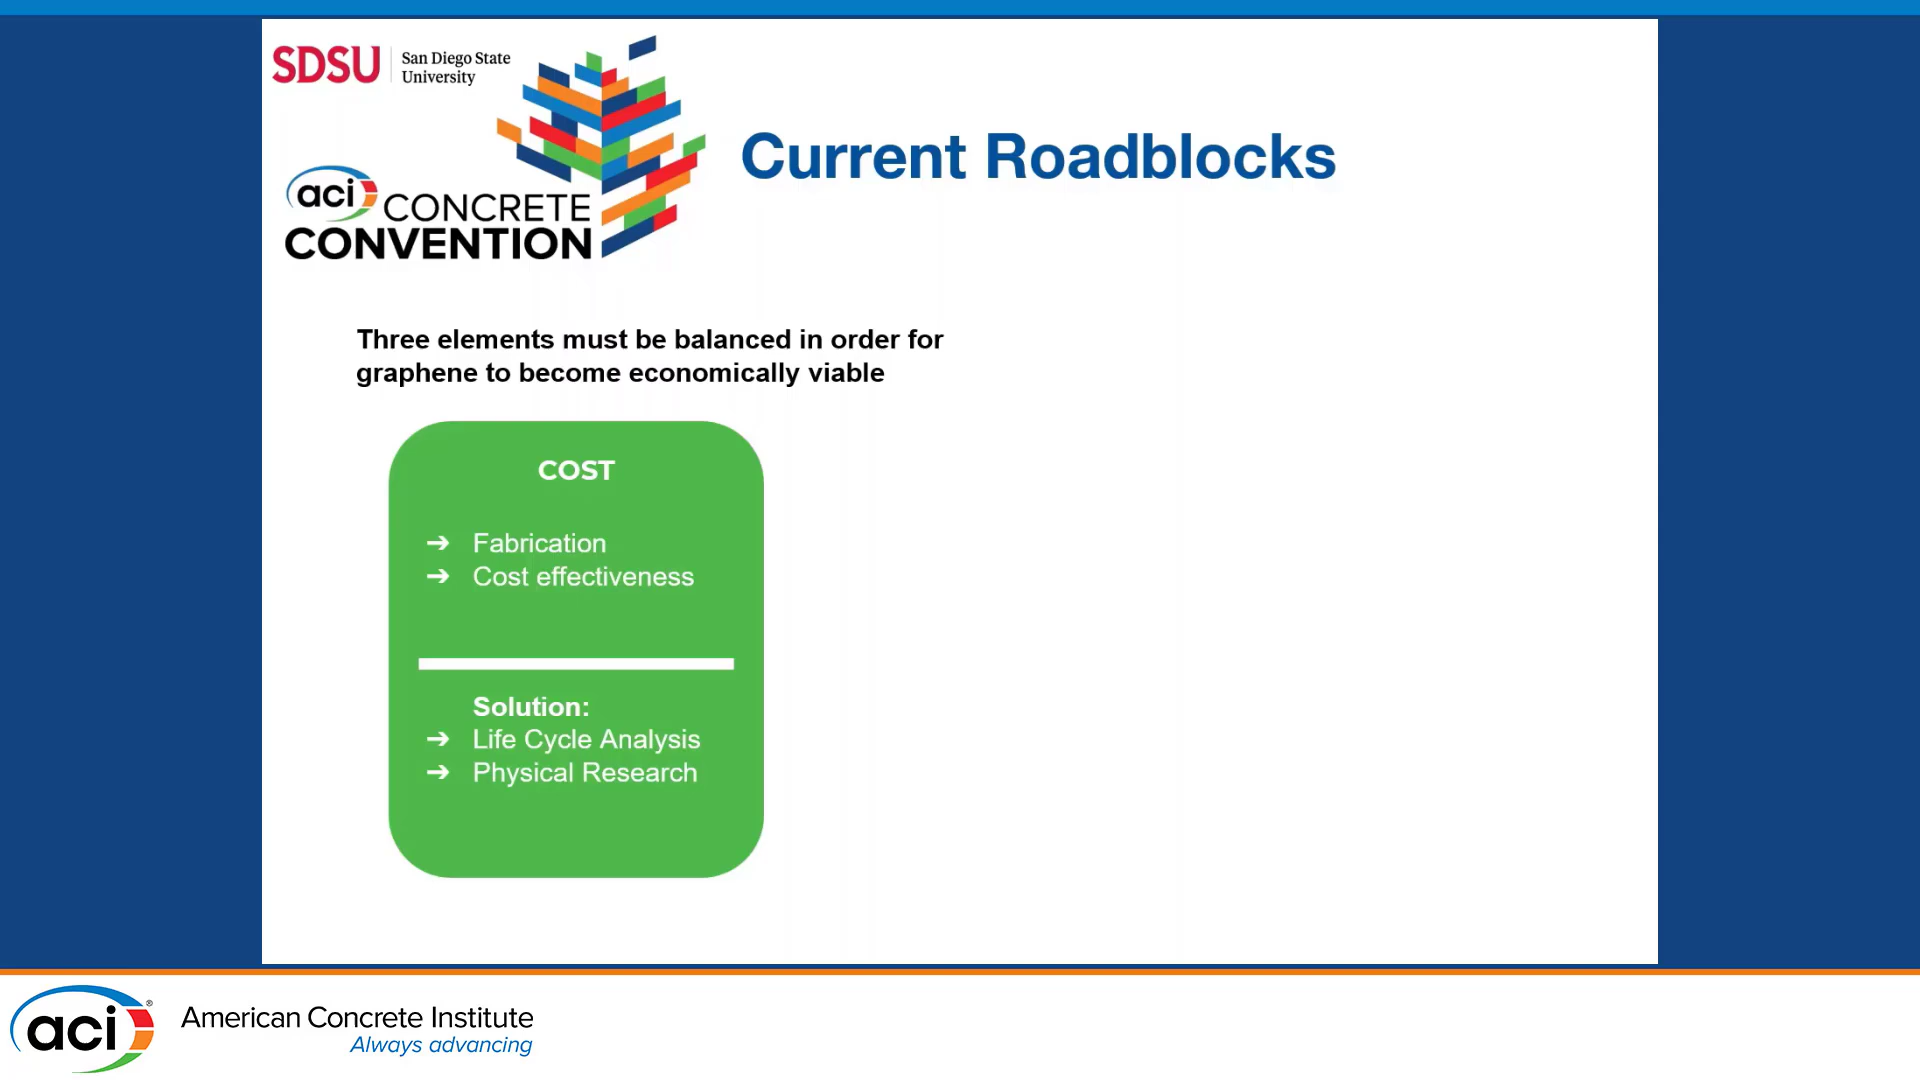 SDSU
San Diego State
University
aci CONCRETE
CONVENTION
Current Roadblocks
Three elements must be balanced in order for
graphene to become economically viable
COST
➔ Fabrication
➔ Cost effectiveness
Solution:
➔ Life Cycle Analysis
➔ Physical Research
aci®
American Concrete Institute
Always advancing